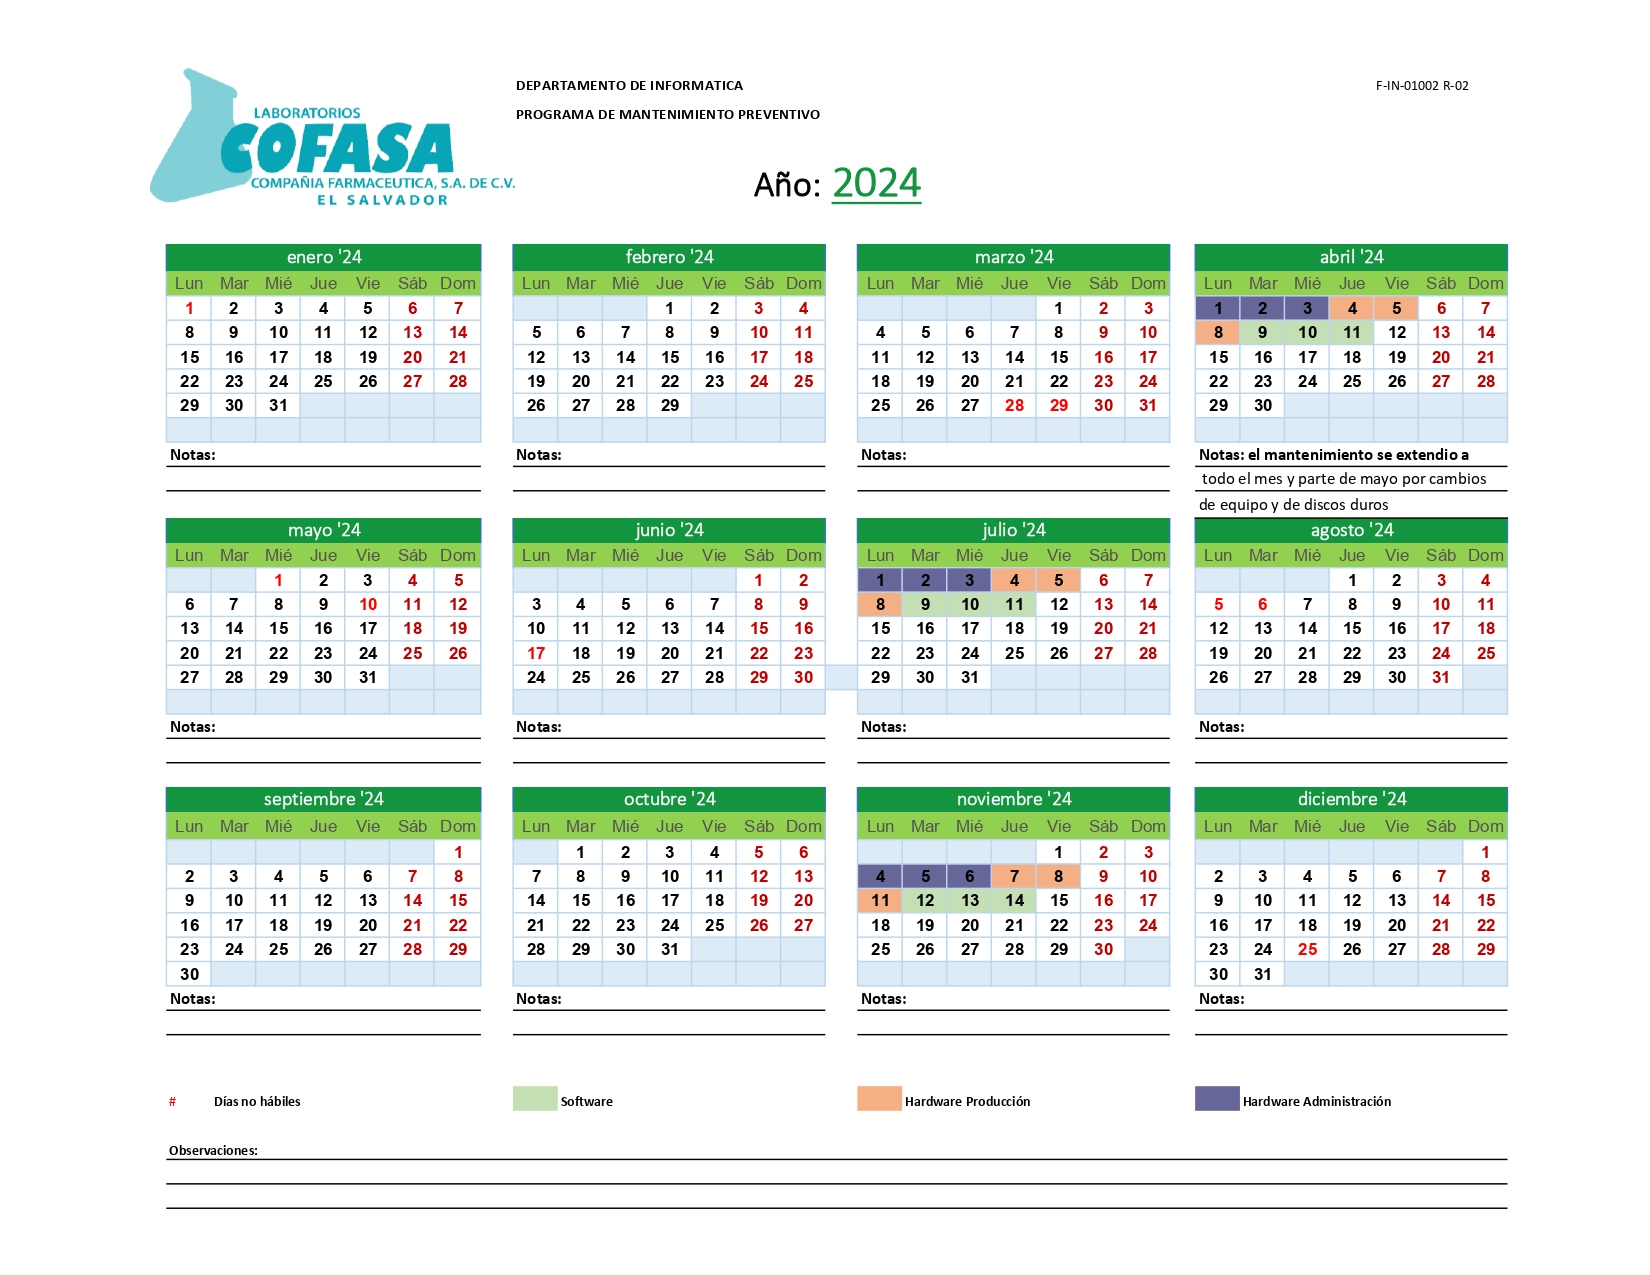 DEPARTAMENTO DE INFORMATICA
F-IN-01002 R-02
PROGRAMA DE MANTENIMIENTO PREVENTIVO
LABORATORIOS
COFASA
COMPAÑIA FARMACEUTICA, S.A. DE C.V.
EL SALVADOR
Año: 2024
enero '24
Lun Mar Mié Jue Vie Sáb Dom
1 2 3 4 5 6 7
8 9 10 11 12 13 14
15 16 17 18 19 20 21
22 23 24 25 26 27 28
29 30 31
Notas:
febrero '24
Lun Mar Mié Jue Vie Sáb Dom
1 2 3 4
5 6 7 8 9 10 11
12 13 14 15 16 17 18
19 20 21 22 23 24 25
26 27 28 29
Notas:
marzo '24
Lun Mar Mié Jue Vie Sáb Dom
1 2 3
4 5 6 7 8 9 10
11 12 13 14 15 16 17
18 19 20 21 22 23 24
25 26 27 28 29 30 31
Notas:
abril '24
Lun Mar Mié Jue Vie Sáb Dom
1 2 3 4 5 6 7
8 9 10 11 12 13 14
15 16 17 18 19 20 21
22 23 24 25 26 27 28
29 30
Notas: el mantenimiento se extendio a
todo el mes y parte de mayo por cambios
de equipo y de discos duros
mayo '24
Lun Mar Mié Jue Vie Sáb Dom
1 2 3 4 5
6 7 8 9 10 11 12
13 14 15 16 17 18 19
20 21 22 23 24 25 26
27 28 29 30 31
Notas:
junio '24
Lun Mar Mié Jue Vie Sáb Dom
1 2
3 4 5 6 7 8 9
10 11 12 13 14 15 16
17 18 19 20 21 22 23
24 25 26 27 28 29 30
Notas:
julio '24
Lun Mar Mié Jue Vie Sáb Dom
1 2 3 4 5 6 7
8 9 10 11 12 13 14
15 16 17 18 19 20 21
22 23 24 25 26 27 28
29 30 31
Notas:
agosto '24
Lun Mar Mié Jue Vie Sáb Dom
1 2 3 4
5 6 7 8 9 10 11
12 13 14 15 16 17 18
19 20 21 22 23 24 25
26 27 28 29 30 31
Notas:
septiembre '24
Lun Mar Mié Jue Vie Sáb Dom
1
2 3 4 5 6 7 8
9 10 11 12 13 14 15
16 17 18 19 20 21 22
23 24 25 26 27 28 29
30
Notas:
octubre '24
Lun Mar Mié Jue Vie Sáb Dom
1 2 3 4 5 6
7 8 9 10 11 12 13
14 15 16 17 18 19 20
21 22 23 24 25 26 27
28 29 30 31
Notas:
noviembre '24
Lun Mar Mié Jue Vie Sáb Dom
1 2 3
4 5 6 7 8 9 10
11 12 13 14 15 16 17
18 19 20 21 22 23 24
25 26 27 28 29 30
Notas:
diciembre '24
Lun Mar Mié Jue Vie Sáb Dom
1
2 3 4 5 6 7 8
9 10 11 12 13 14 15
16 17 18 19 20 21 22
23 24 25 26 27 28 29
30 31
Notas:
# Días no hábiles
Software
Hardware Producción
Hardware Administración
Observaciones: